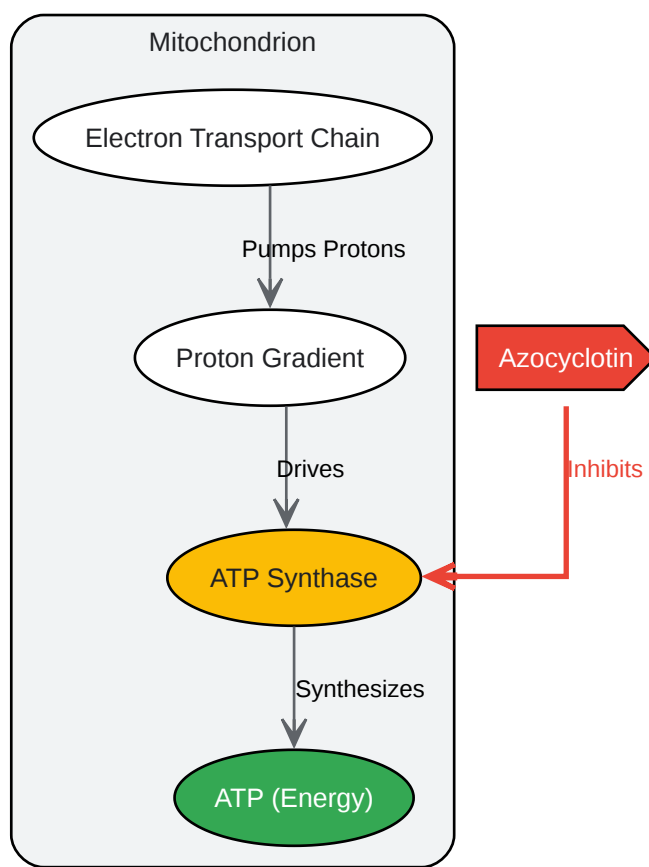 Mitochondrion
Electron Transport Chain
Pumps Protons
Proton Gradient
Azocyclotin
Drives
Inhibits
ATP Synthase
Synthesizes
ATP (Energy)